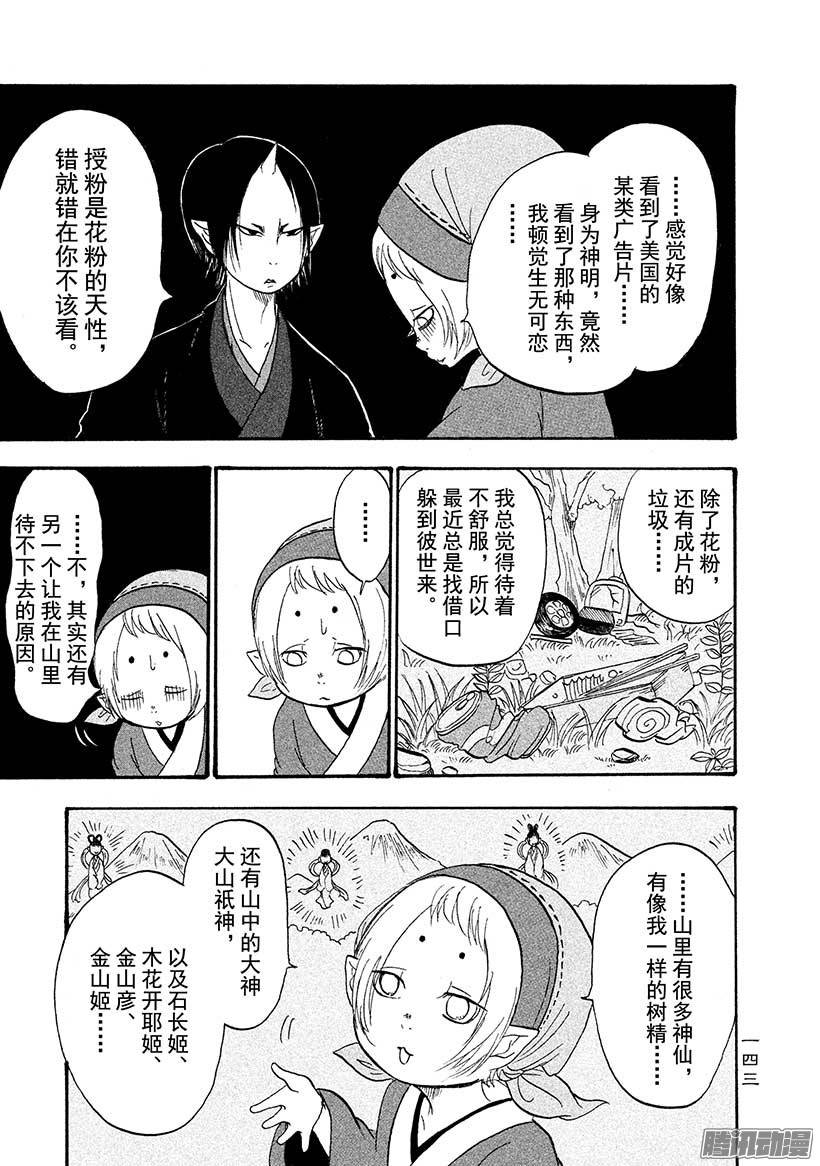 ……感觉好像
看到了美国的
某类广告片……
身为神明，竟然
看到了那种东西，
我顿觉生无可恋
……
授粉是花粉的天性，
错就错在你不该看。
除了花粉，
还有成片的
垃圾……
我总觉得待着
不舒服，所以
最近总是找借口
躲到彼世来。
……
……不，其实还有
另一个让我在山里
待不下去的原因。
……山里有很多神仙，
有像我一样的树精……
还有山中的大神
大山祇神，
以及石长姬、
木花开耶姬、
金山彦、
金山姬……
一四三
腾讯动漫